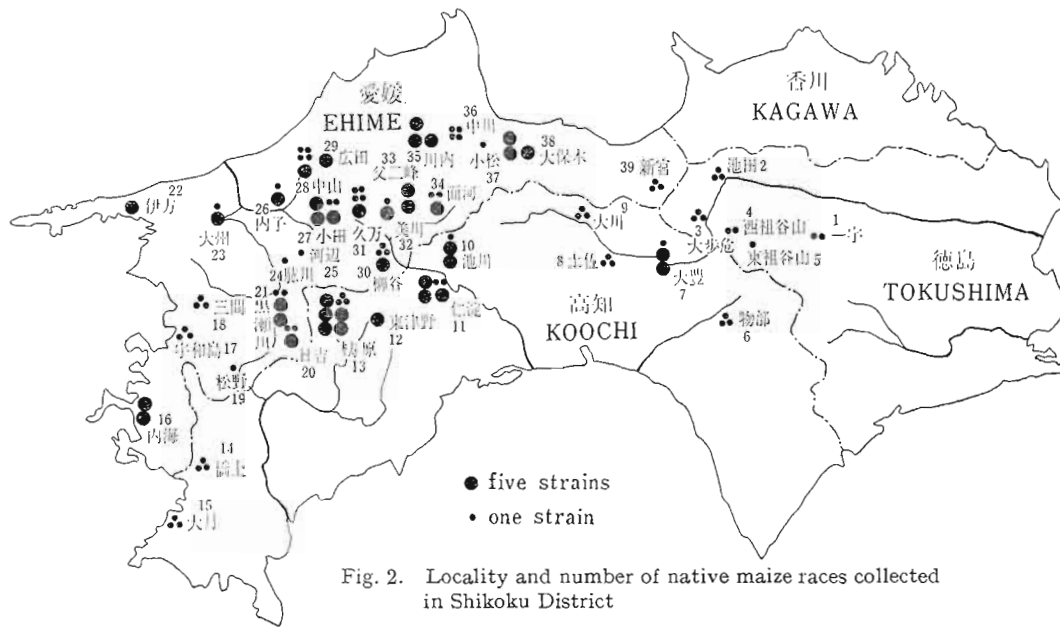 香川
KAGAWA
愛媛
EHIME
徳島
TOKUSHIMA
高知
KOOCHI
1
一宇
池田 2
3
大歩危
4
西祖谷山
東祖谷山 5
物部
6
大豊
7
8 土佐
9
大川
10
池川
仁淀
11
東津野
12
梼原
13
14
橋上
15
大月
16
内海
17
宇和島
三間
18
松野
19
日吉
20
21
黒瀬川
22
伊方
大州
23
24
肱川
25
河辺
26
内子
27
小田
28
中山
29
広田
30
柳谷
31
久万
美川
32
33
父二峰
34
面河
35
川内
36
中川
小松
37
38
大保木
39 新宮
five strains
one strain
Fig. 2. Locality and number of native maize races collected
in Shikoku District